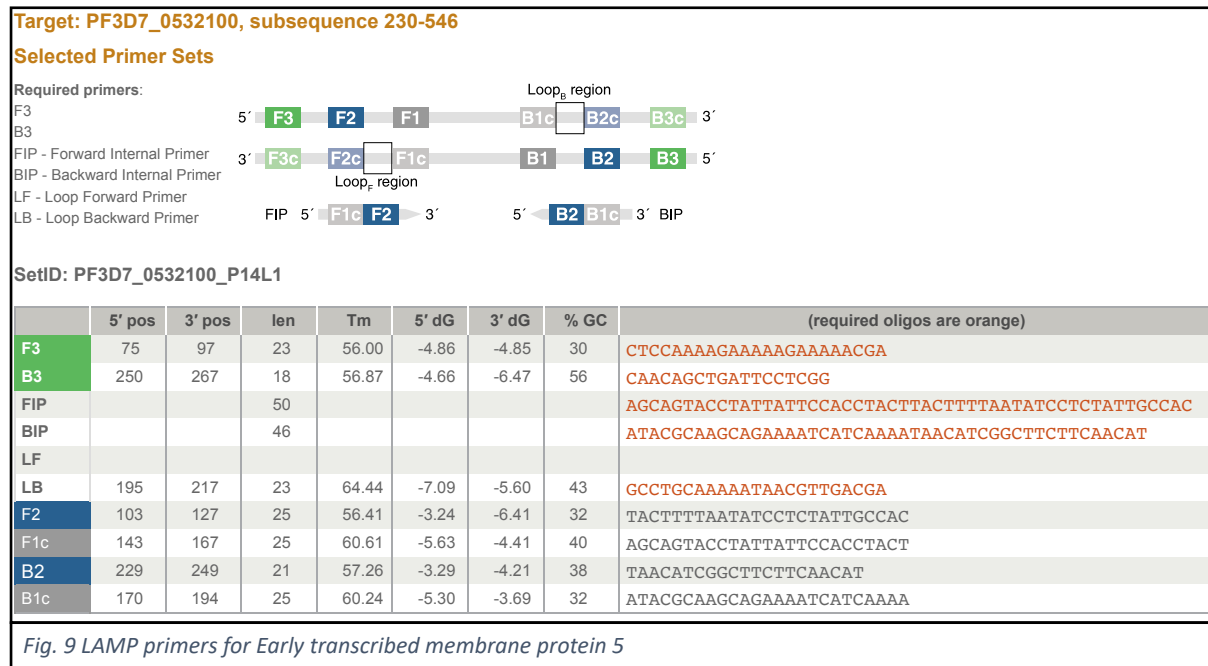 Target: PF3D7_0532100, subsequence 230-546
Selected Primer Sets
Required primers:
F3
B3
FIP - Forward Internal Primer
BIP - Backward Internal Primer
LF - Loop Forward Primer
LB - Loop Backward Primer
LoopB region
5´ F3 F2 F1 B1c B2c B3c 3´
3´ F3c F2c F1c B1 B2 B3 5´
LoopF region
FIP 5´ F1c F2 3´ 5´ B2 B1c 3´ BIP
SetID: PF3D7_0532100_P14L1
5′ pos 3′ pos len Tm 5′ dG 3′ dG % GC (required oligos are orange)
F3 75 97 23 56.00 -4.86 -4.85 30 CTCCAAAAGAAAAAGAAAAACGA
B3 250 267 18 56.87 -4.66 -6.47 56 CAACAGCTGATTCCTCGG
FIP 50 AGCAGTACCTATTATTCCACCTACTTACTTTTAATATCCTCTATTGCCAC
BIP 46 ATACGCAAGCAGAAAATCATCAAAATAACATCGGCTTCTTCAACAT
LF
LB 195 217 23 64.44 -7.09 -5.60 43 GCCTGCAAAAATAACGTTGACGA
F2 103 127 25 56.41 -3.24 -6.41 32 TACTTTTAATATCCTCTATTGCCAC
F1c 143 167 25 60.61 -5.63 -4.41 40 AGCAGTACCTATTATTCCACCTACT
B2 229 249 21 57.26 -3.29 -4.21 38 TAACATCGGCTTCTTCAACAT
B1c 170 194 25 60.24 -5.30 -3.69 32 ATACGCAAGCAGAAAATCATCAAAA
Fig. 9 LAMP primers for Early transcribed membrane protein 5